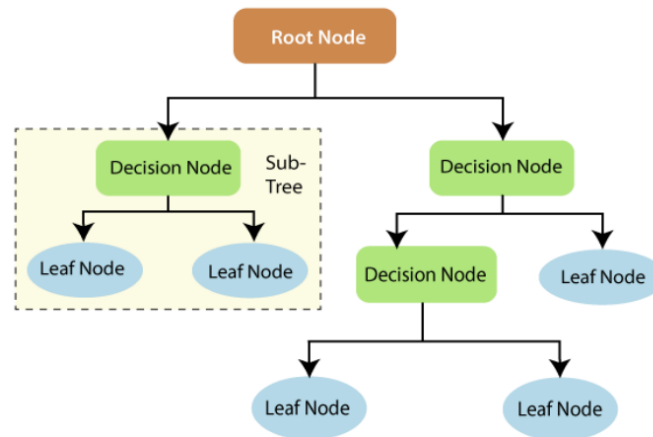 Root Node
Decision Node
Sub-
Tree
Decision Node
Leaf Node
Leaf Node
Decision Node
Leaf Node
Leaf Node
Leaf Node